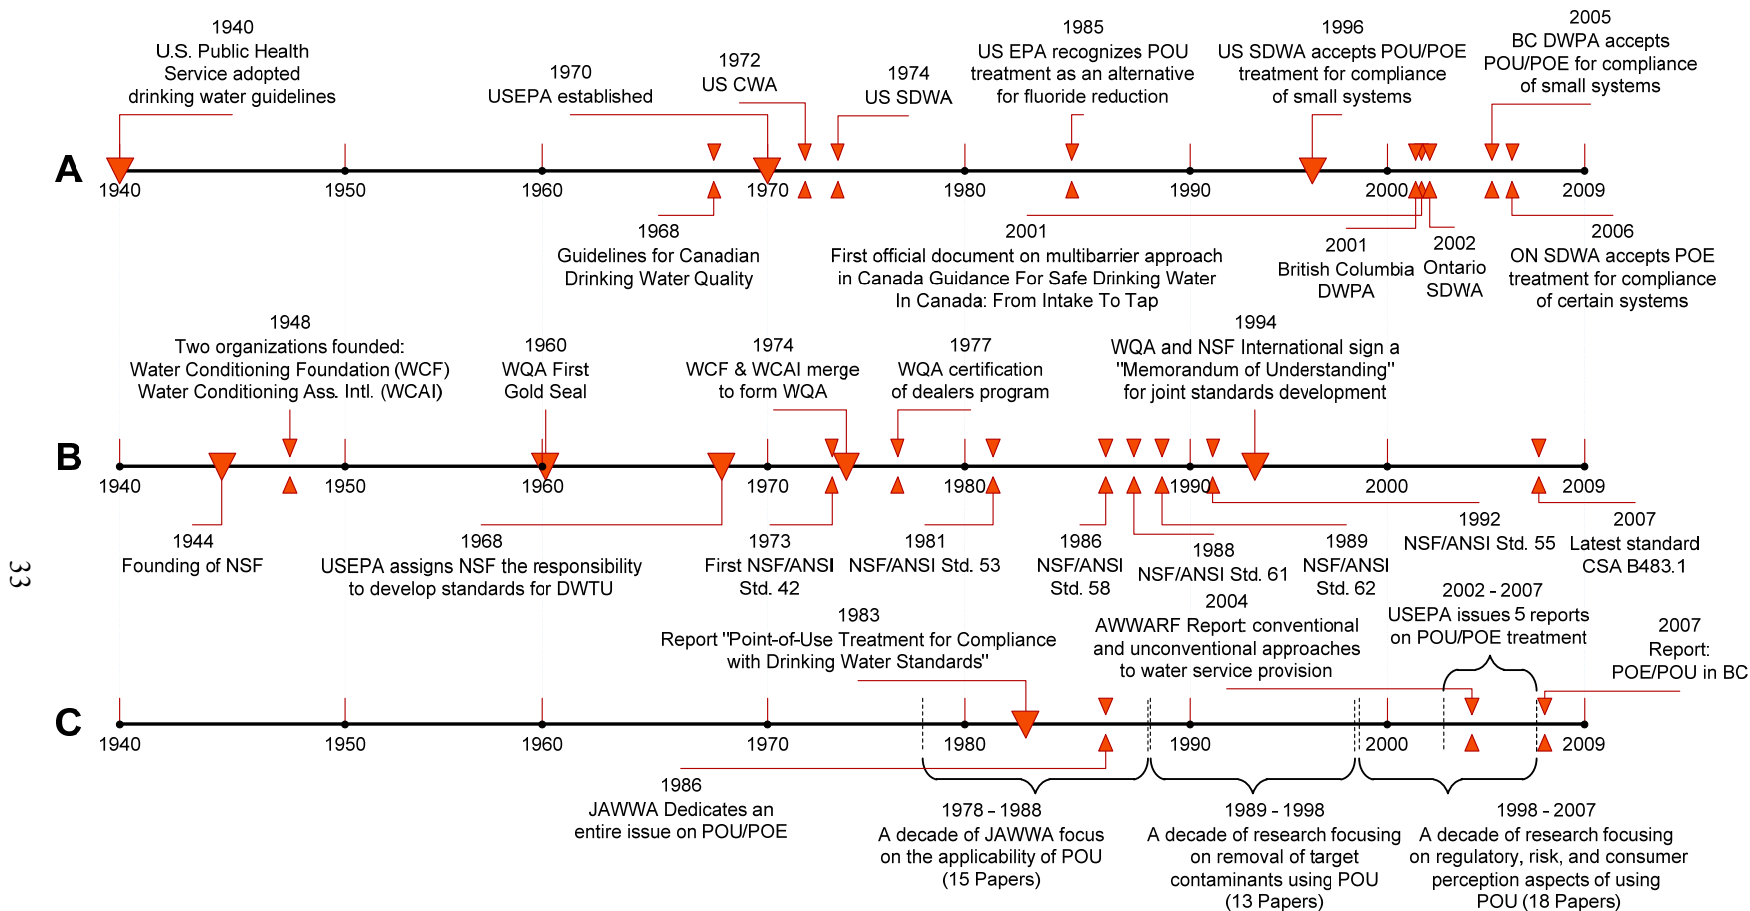 1940
U.S. Public Health
Service adopted
drinking water guidelines
1970
USEPA established
1972
US CWA
1974
US SDWA
1985
US EPA recognizes POU
treatment as an alternative
for fluoride reduction
1996
US SDWA accepts POU/POE
treatment for compliance
of small systems
2005
BC DWPA accepts
POU/POE for compliance
of small systems
A
1940 1950 1960 1970 1980 1990 2000 2009
1968
Guidelines for Canadian
Drinking Water Quality
2001
First official document on multibarrier approach
in Canada Guidance For Safe Drinking Water
In Canada: From Intake To Tap
2001
British Columbia
DWPA
2002
Ontario
SDWA
2006
ON SDWA accepts POE
treatment for compliance
of certain systems
1948
Two organizations founded:
Water Conditioning Foundation (WCF)
Water Conditioning Ass. Intl. (WCAI)
1960
WQA First
Gold Seal
1974
WCF & WCAI merge
to form WQA
1977
WQA certification
of dealers program
1994
WQA and NSF International sign a
"Memorandum of Understanding"
for joint standards development
B
1940 1950 1960 1970 1980 1990 2000 2009
1944
Founding of NSF
1968
USEPA assigns NSF the responsibility
to develop standards for DWTU
1973
First NSF/ANSI
Std. 42
1981
NSF/ANSI Std. 53
1986
NSF/ANSI
Std. 58
1988
NSF/ANSI Std. 61
1989
NSF/ANSI
Std. 62
1992
NSF/ANSI Std. 55
2007
Latest standard
CSA B483.1
33
1983
Report "Point-of-Use Treatment for Compliance
with Drinking Water Standards"
2004
AWWARF Report: conventional
and unconventional approaches
to water service provision
2002 - 2007
USEPA issues 5 reports
on POU/POE treatment
2007
Report:
POE/POU in BC
C
1940 1950 1960 1970 1980 1990 2000 2009
1986
JAWWA Dedicates an
entire issue on POU/POE
1978 - 1988
A decade of JAWWA focus
on the applicability of POU
(15 Papers)
1989 - 1998
A decade of research focusing
on removal of target
contaminants using POU
(13 Papers)
1998 - 2007
A decade of research focusing
on regulatory, risk, and consumer
perception aspects of using
POU (18 Papers)